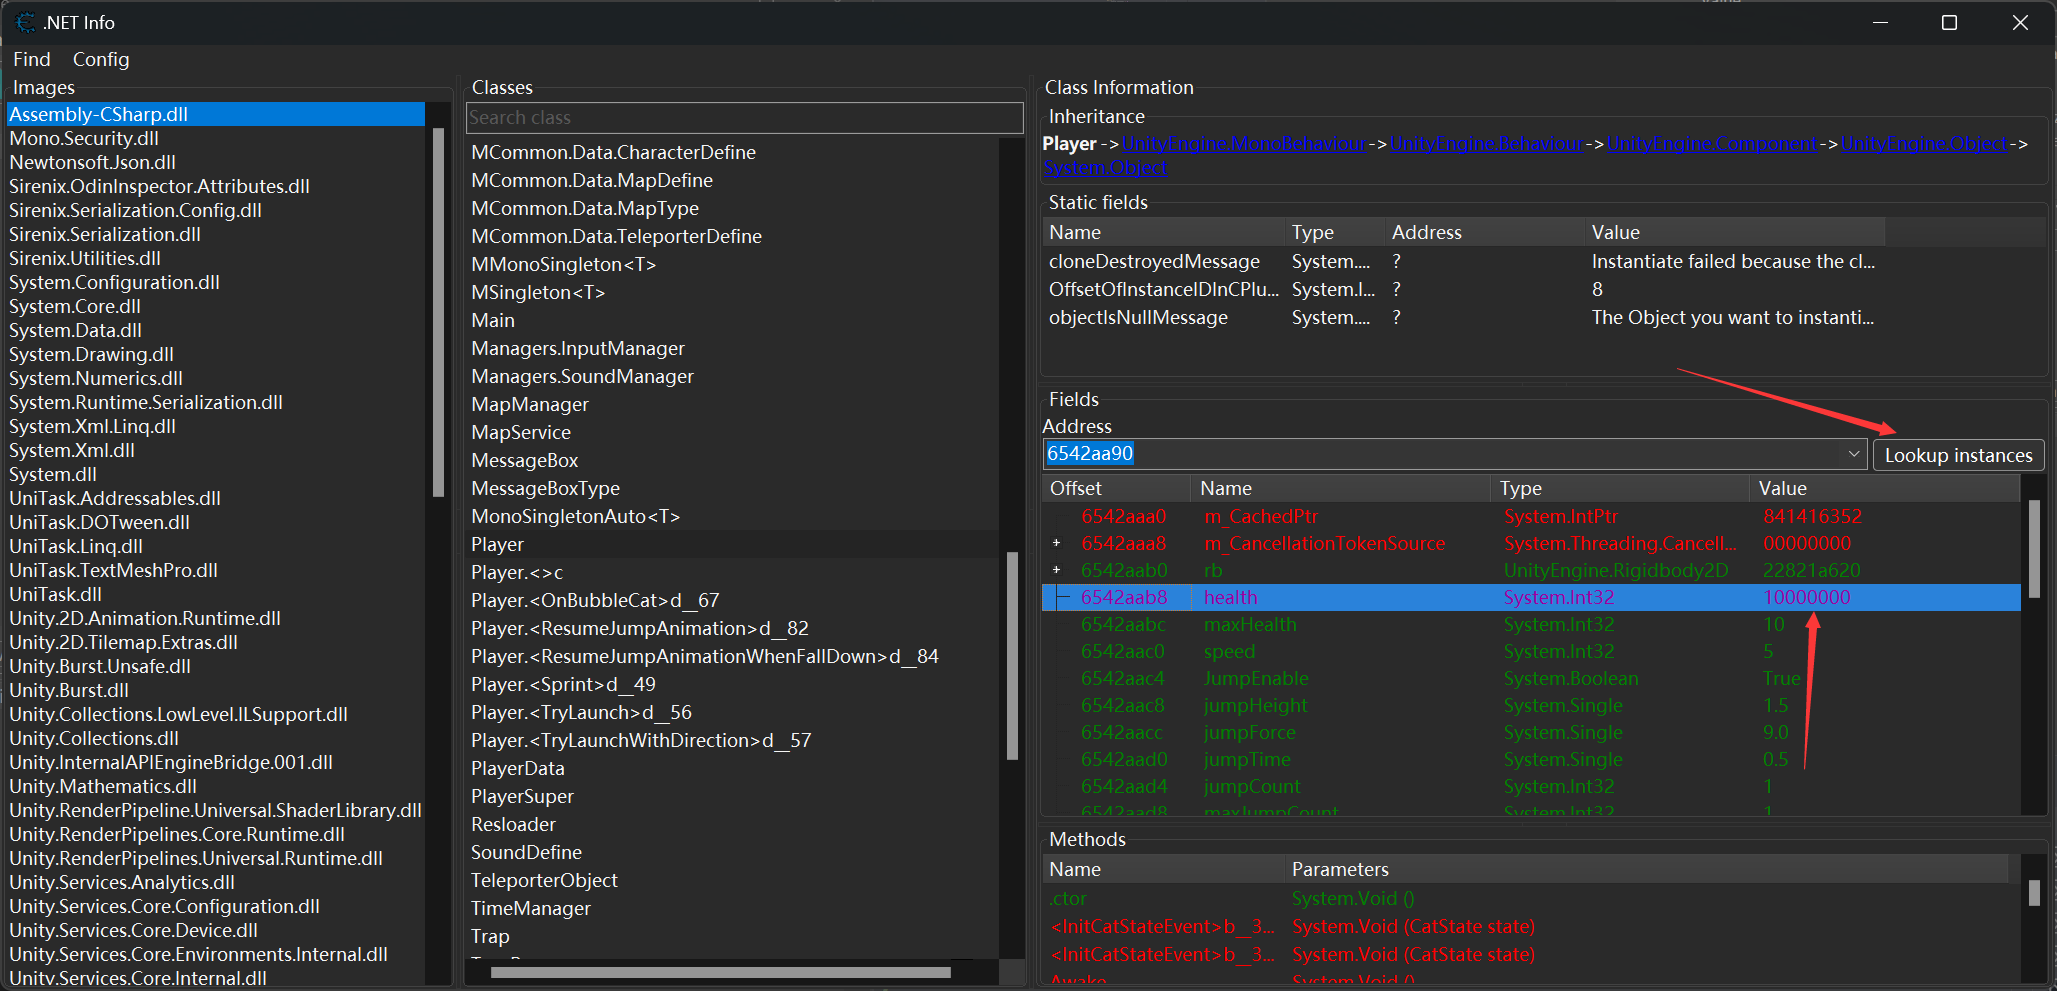 .NET Info
Find Config
Images
Assembly-CSharp.dll
Mono.Security.dll
Newtonsoft.Json.dll
Sirenix.OdinInspector.Attributes.dll
Sirenix.Serialization.Config.dll
Sirenix.Serialization.dll
Sirenix.Utilities.dll
System.Configuration.dll
System.Core.dll
System.Data.dll
System.Drawing.dll
System.Numerics.dll
System.Runtime.Serialization.dll
System.Xml.Linq.dll
System.Xml.dll
System.dll
UniTask.Addressables.dll
UniTask.DOTween.dll
UniTask.Linq.dll
UniTask.TextMeshPro.dll
UniTask.dll
Unity.2D.Animation.Runtime.dll
Unity.2D.Tilemap.Extras.dll
Unity.Burst.Unsafe.dll
Unity.Burst.dll
Unity.Collections.LowLevel.ILSupport.dll
Unity.Collections.dll
Unity.InternalAPIEngineBridge.001.dll
Unity.Mathematics.dll
Unity.RenderPipeline.Universal.ShaderLibrary.dll
Unity.RenderPipelines.Core.Runtime.dll
Unity.RenderPipelines.Universal.Runtime.dll
Unity.Services.Analytics.dll
Unity.Services.Core.Configuration.dll
Unity.Services.Core.Device.dll
Unity.Services.Core.Environments.Internal.dll
Unity.Services.Core.Internal.dll
Classes
Search class
MCommon.Data.CharacterDefine
MCommon.Data.MapDefine
MCommon.Data.MapType
MCommon.Data.TeleporterDefine
MMonoSingleton<T>
MSingleton<T>
Main
Managers.InputManager
Managers.SoundManager
MapManager
MapService
MessageBox
MessageBoxType
MonoSingletonAuto<T>
Player
Player.<>c
Player.<OnBubbleCat>d__67
Player.<ResumeJumpAnimation>d__82
Player.<ResumeJumpAnimationWhenFallDown>d__84
Player.<Sprint>d__49
Player.<TryLaunch>d__56
Player.<TryLaunchWithDirection>d__57
PlayerData
PlayerSuper
Resloader
SoundDefine
TeleporterObject
TimeManager
Trap
Class Information
Inheritance
Player -> UnityEngine.MonoBehaviour -> UnityEngine.Behaviour -> UnityEngine.Component -> UnityEngine.Object ->
System.Object
Static fields
Name Type Address Value
cloneDestroyedMessage System.... ? Instantiate failed because the cl...
OffsetOfInstanceIDInCPlu... System.I... ? 8
objectIsNullMessage System.... ? The Object you want to instanti...
Fields
Address
6542aa90 Lookup instances
Offset Name Type Value
6542aaa0 m_CachedPtr System.IntPtr 841416352
+ 6542aaa8 m_CancellationTokenSource System.Threading.Cancell... 00000000
+ 6542aab0 rb UnityEngine.Rigidbody2D 22821a620
6542aab8 health System.Int32 10000000
6542aabc maxHealth System.Int32 10
6542aac0 speed System.Int32 5
6542aac4 JumpEnable System.Boolean True
6542aac8 jumpHeight System.Single 1.5
6542aacc jumpForce System.Single 9.0
6542aad0 jumpTime System.Single 0.5
6542aad4 jumpCount System.Int32 1
6542aad8 maxJumpCount System.Int32 1
Methods
Name Parameters
.ctor System.Void ()
<InitCatStateEvent>b__3... System.Void (CatState state)
<InitCatStateEvent>b__3... System.Void (CatState state)
Awake System.Void ()